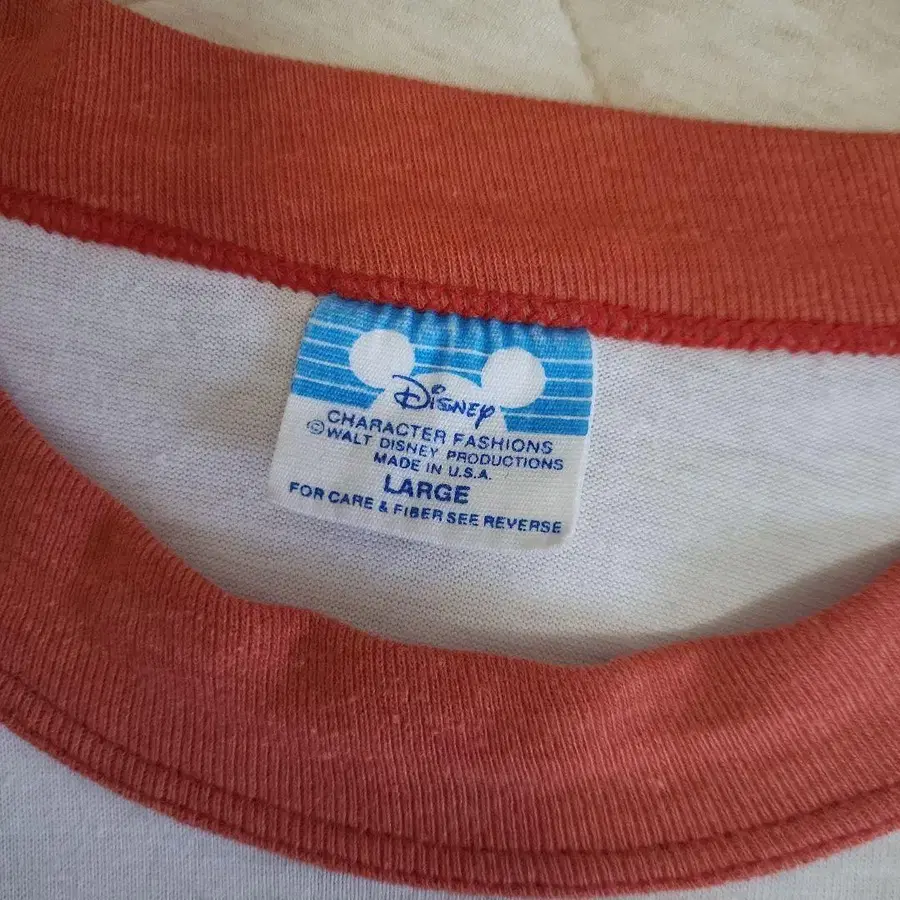 Disney
CHARACTER FASHIONS
©WALT DISNEY PRODUCTIONS
MADE IN U.S.A.
LARGE
FOR CARE & FIBER SEE REVERSE